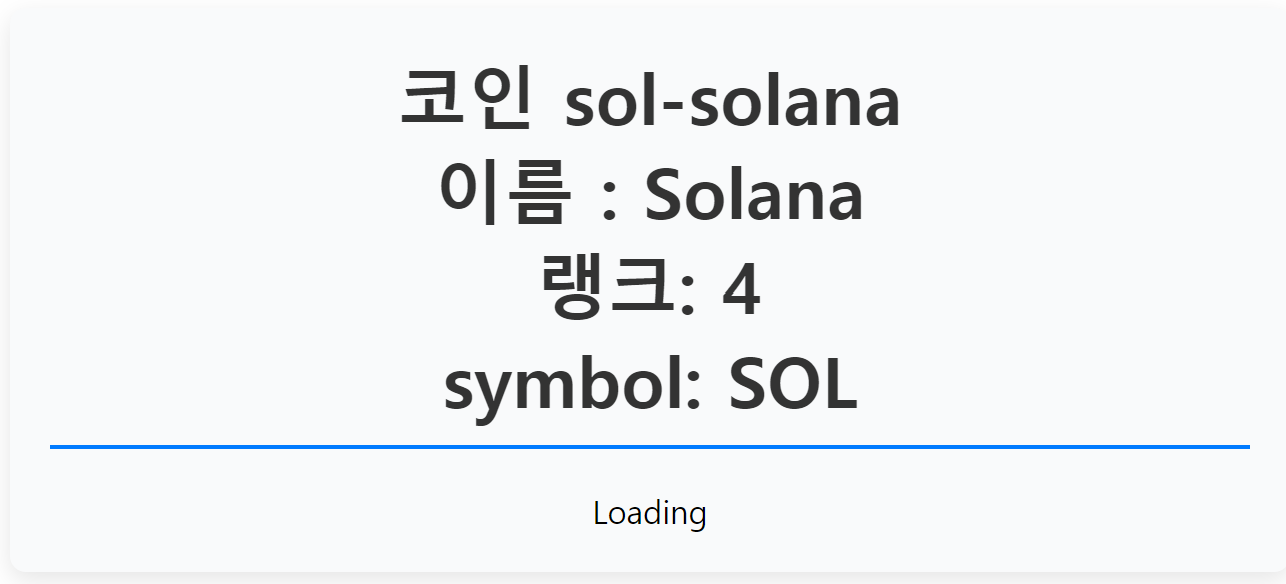 코인 sol-solana
이름 : Solana
랭크: 4
symbol: SOL
Loading